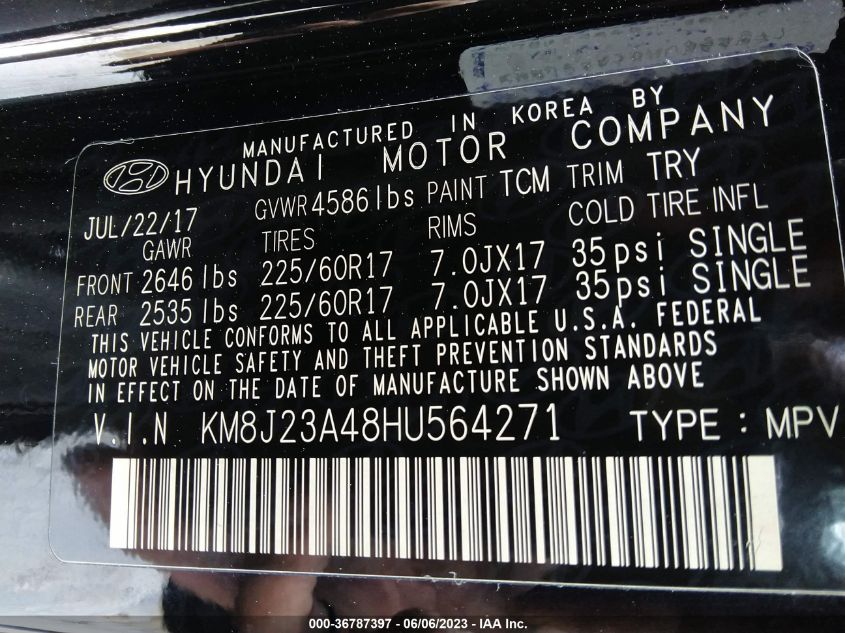 MANUFACTURED IN KOREA BY
HYUNDAI MOTOR COMPANY
JUL/22/17 GVWR 4586 lbs PAINT TCM TRIM TRY
GAWR TIRES RIMS COLD TIRE INFL
FRONT 2646 lbs 225/60R17 7.0JX17 35psi SINGLE
REAR 2535 lbs 225/60R17 7.0JX17 35psi SINGLE
THIS VEHICLE CONFORMS TO ALL APPLICABLE U.S.A. FEDERAL
MOTOR VEHICLE SAFETY AND THEFT PREVENTION STANDARDS
IN EFFECT ON THE DATE OF MANUFACTURE SHOWN ABOVE
V.I.N KM8J23A48HU564271 TYPE : MPV
000-36787397 - 06/06/2023 - IAA Inc.